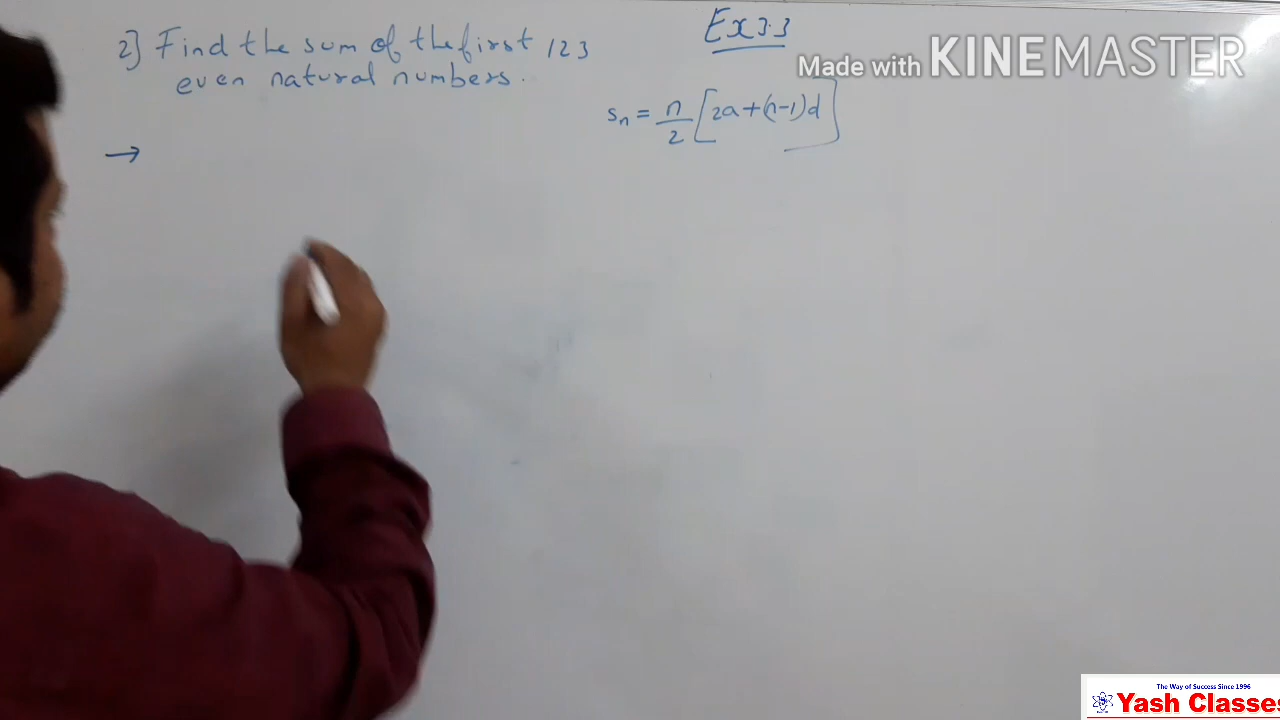 Ex 3.3
2] Find the sum of the first 123
even natural numbers.
Made with KINEMASTER
Sn = n/2 [2a+(n-1)d]
→
The Way of Success Since 1996
Yash Classes